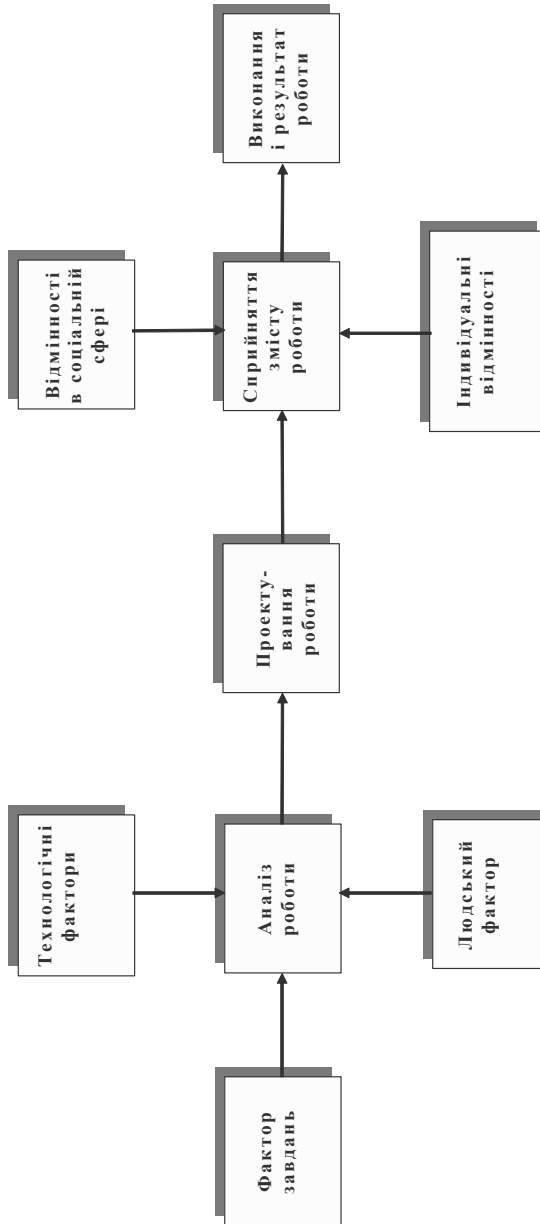 Технологічні
фактори
Відмінності
в соціальній
сфері
Фактор
завдань
Аналіз
роботи
Проекту-
вання
роботи
Сприйняття
змісту
роботи
Виконання
і результат
роботи
Людський
фактор
Індивідуальні
відмінності